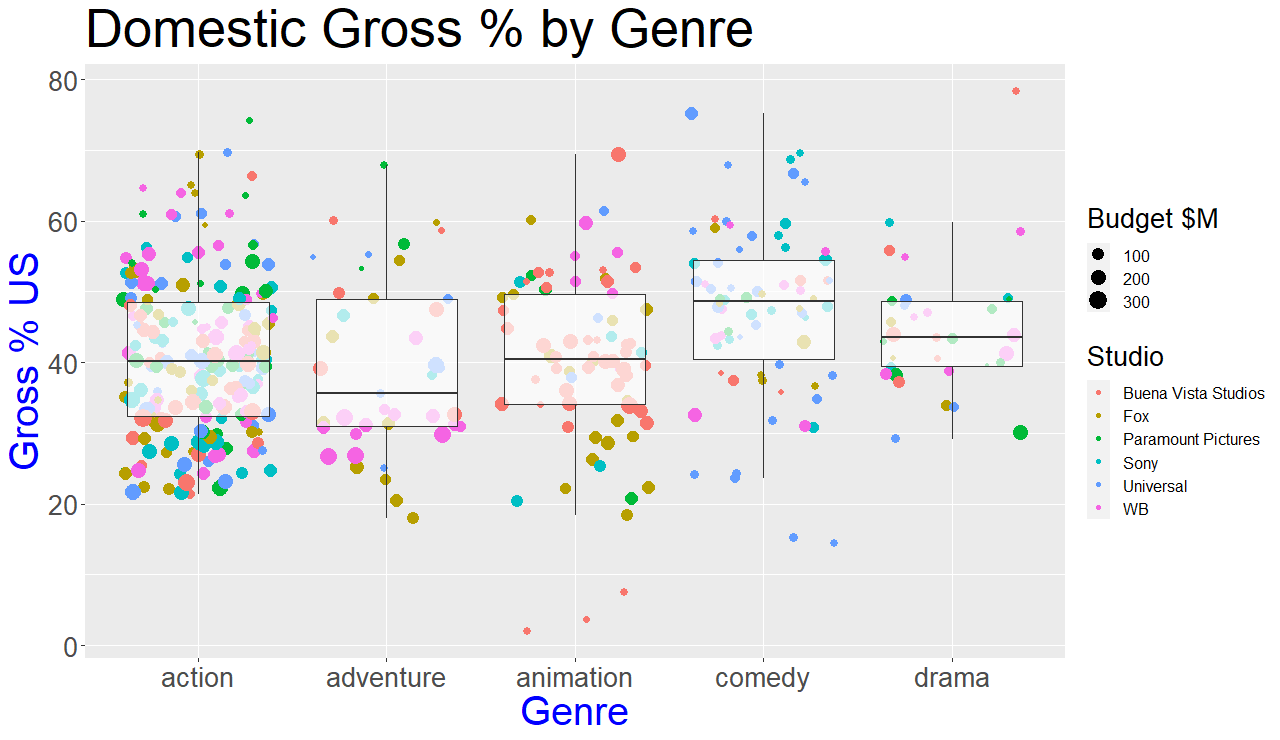 Domestic Gross % by Genre
Gross % US
80
60
40
20
0
action adventure animation comedy drama
Genre
Budget $M
100
200
300
Studio
Buena Vista Studios
Fox
Paramount Pictures
Sony
Universal
WB